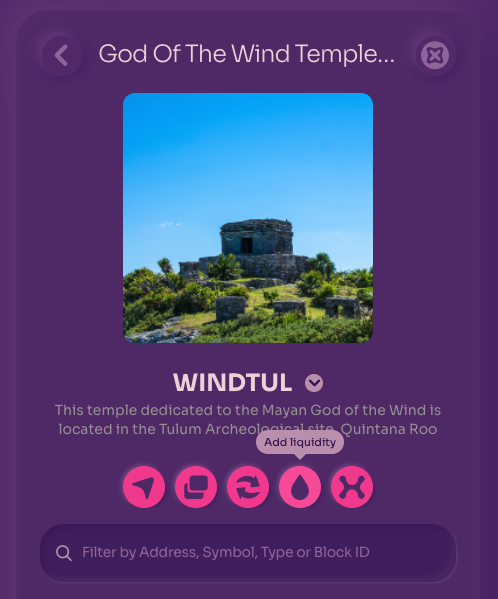 God Of The Wind Temple...
WINDTUL
This temple dedicated to the Mayan God of the Wind is
located in the Tulum Archeological site, Quintana Roo
Add liquidity
Filter by Address, Symbol, Type or Block ID